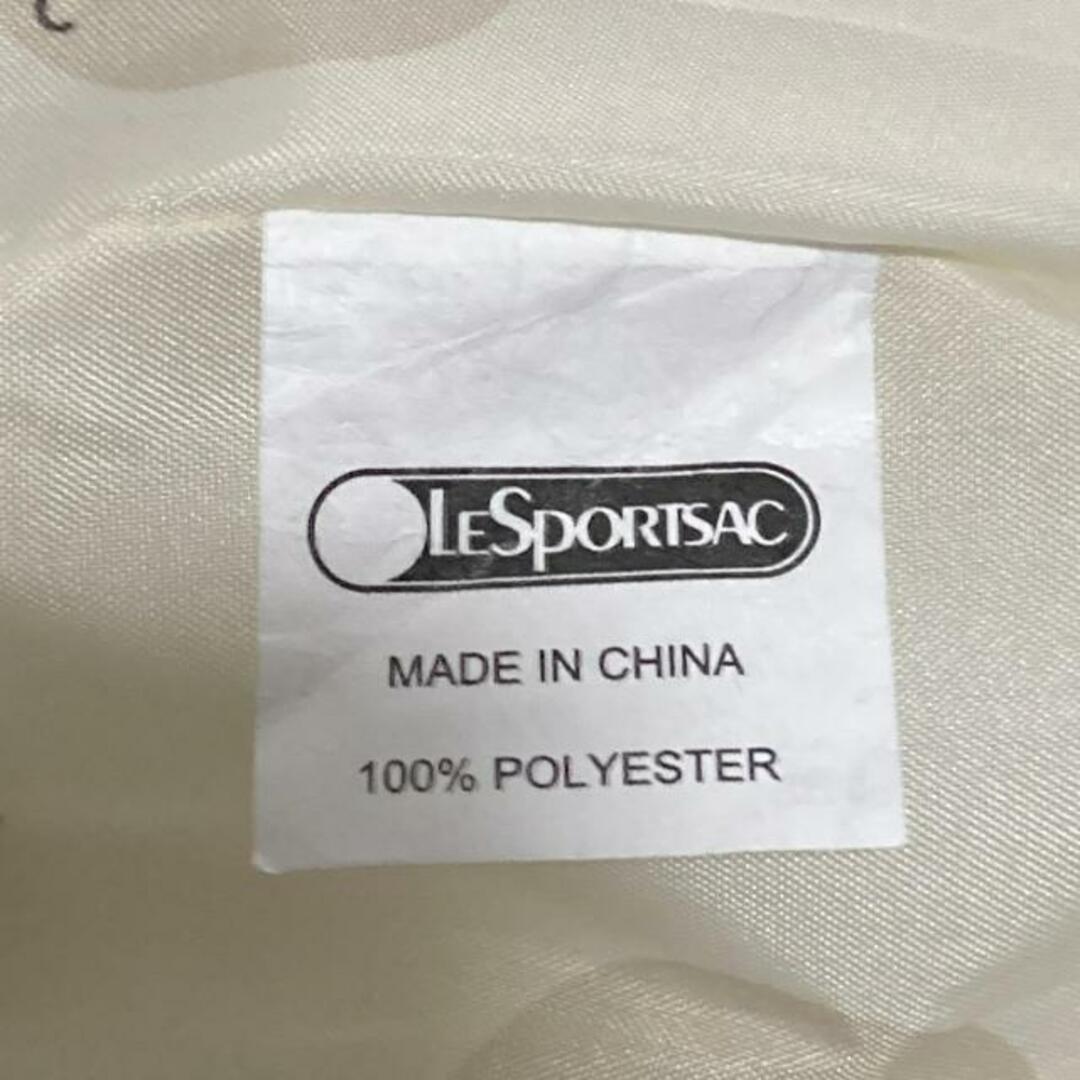 LESPORTSAC
MADE IN CHINA
100% POLYESTER